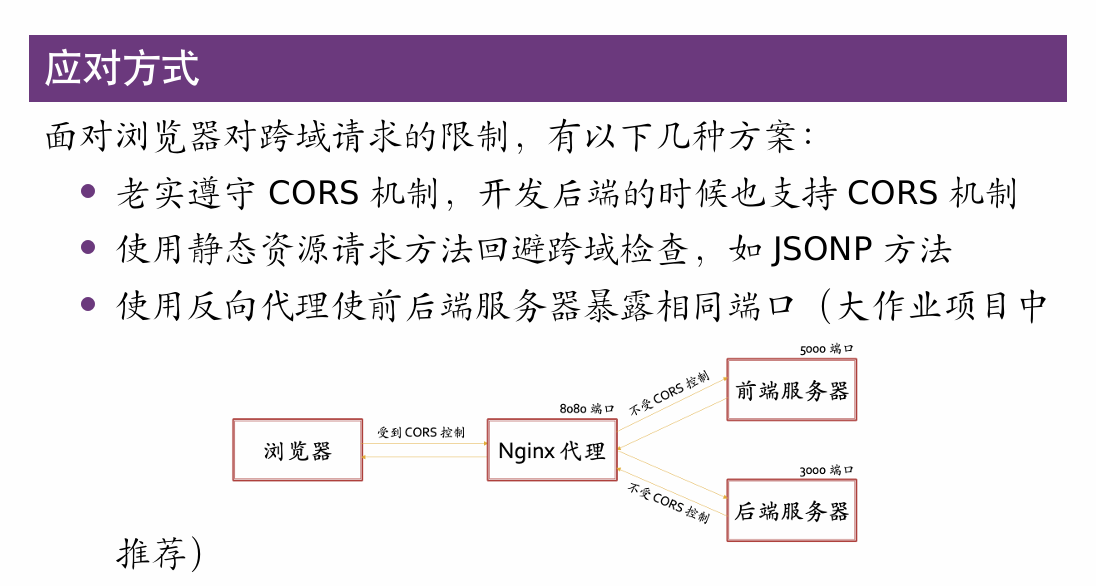 应对方式
面对浏览器对跨域请求的限制，有以下几种方案：
老实遵守 CORS 机制，开发后端的时候也支持 CORS 机制
使用静态资源请求方法回避跨域检查，如 JSONP 方法
使用反向代理使前后端服务器暴露相同端口（大作业项目中
5000 端口
不受 CORS 控制
前端服务器
8080 端口
受到 CORS 控制
浏览器
Nginx 代理
3000 端口
不受 CORS 控制
后端服务器
推荐）